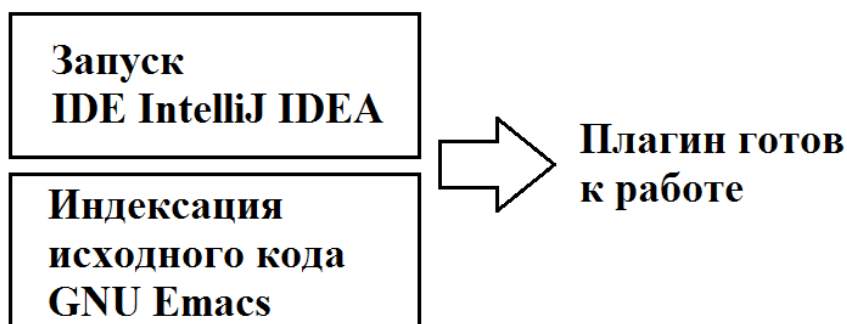 Запуск
IDE IntelliJ IDEA
Плагин готов
к работе
Индексация
исходного кода
GNU Emacs